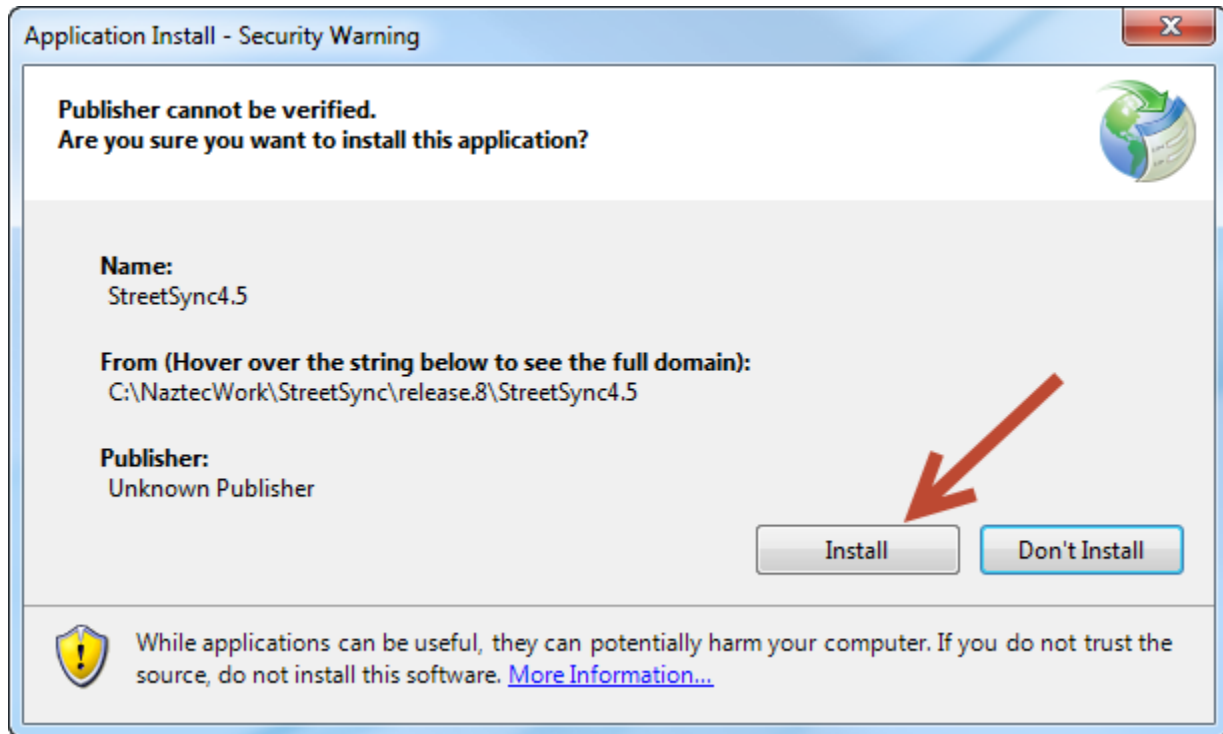 Application Install - Security Warning
Publisher cannot be verified.
Are you sure you want to install this application?
Name:
StreetSync4.5
From (Hover over the string below to see the full domain):
C:\NaztecWork\StreetSync\release.8\StreetSync4.5
Publisher:
Unknown Publisher
Install
Don't Install
While applications can be useful, they can potentially harm your computer. If you do not trust the
source, do not install this software. More Information...